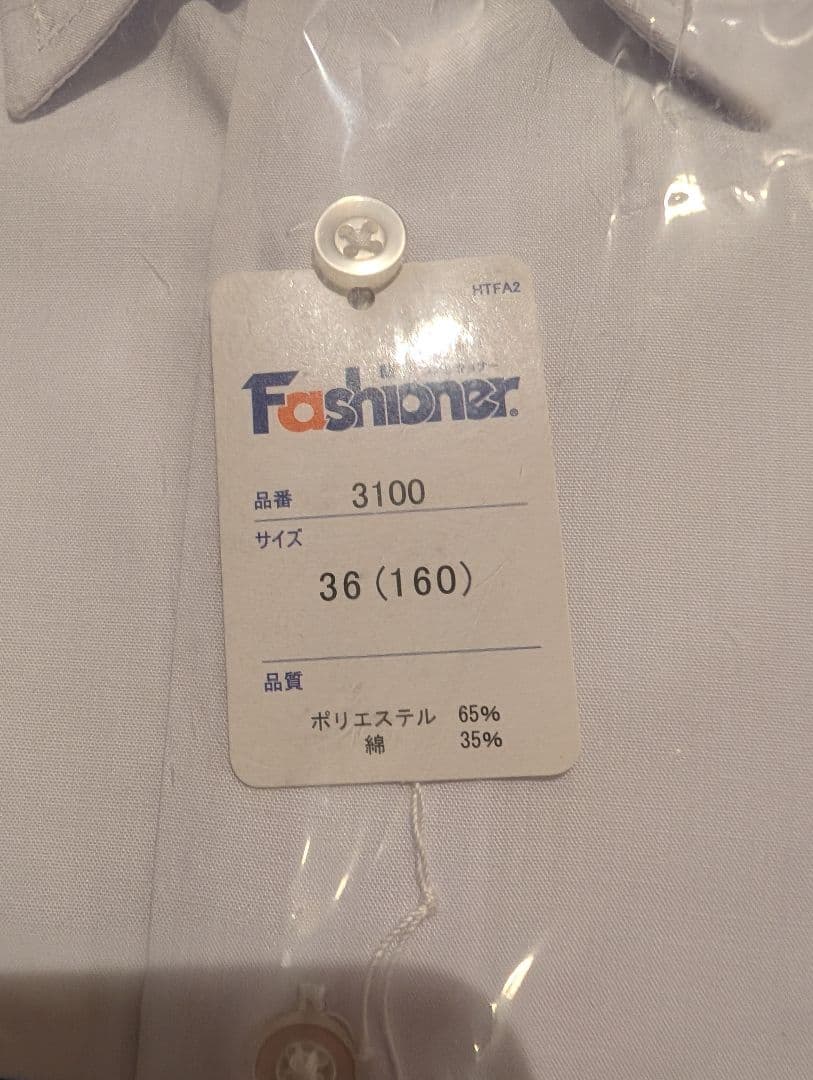 HTFA2
Fashioner.
品番 3100
サイズ
36(160)
品質
ポリエステル 65%
綿 35%